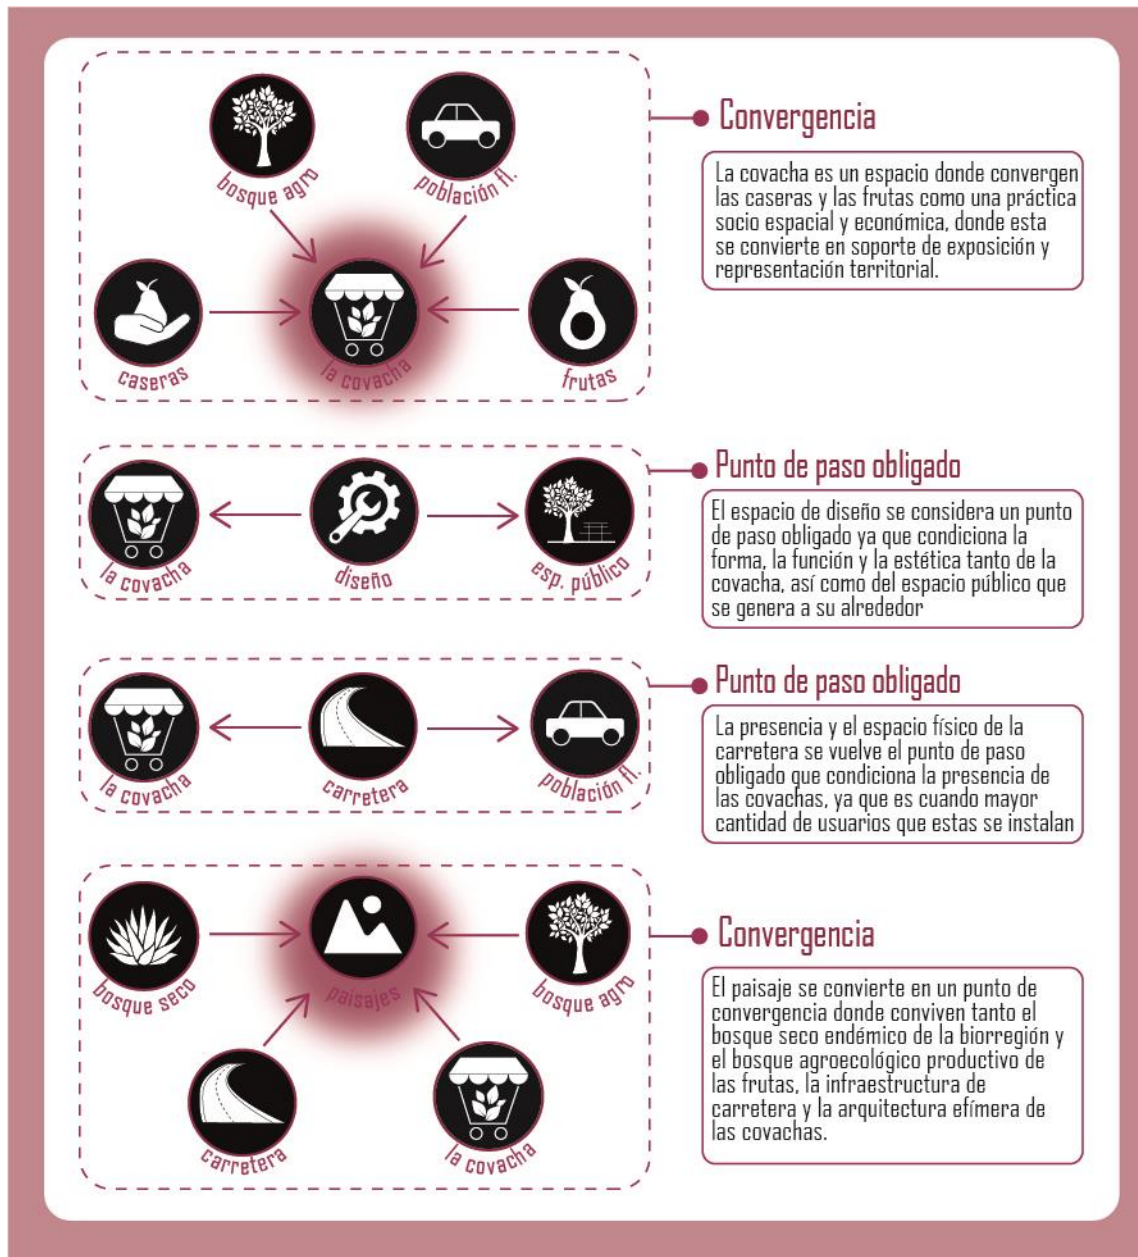 bosque agro
población fl.
caseras
la covacha
frutas
Convergencia
La covacha es un espacio donde convergen
las caseras y las frutas como una práctica
socio espacial y económica, donde esta
se convierte en soporte de exposición y
representación territorial.
la covacha
diseño
esp. público
Punto de paso obligado
El espacio de diseño se considera un punto
de paso obligado ya que condiciona la
forma, la función y la estética tanto de la
covacha, así como del espacio público que
se genera a su alrededor
la covacha
carretera
población fl.
Punto de paso obligado
La presencia y el espacio físico de la
carretera se vuelve el punto de paso
obligado que condiciona la presencia de
las covachas, ya que es cuando mayor
cantidad de usuarios que estas se instalan
bosque seco
paisajes
bosque agro
carretera
la covacha
Convergencia
El paisaje se convierte en un punto de
convergencia donde conviven tanto el
bosque seco endémico de la biorregión y
el bosque agroecológico productivo de
las frutas, la infraestructura de
carretera y la arquitectura efímera de
las covachas.